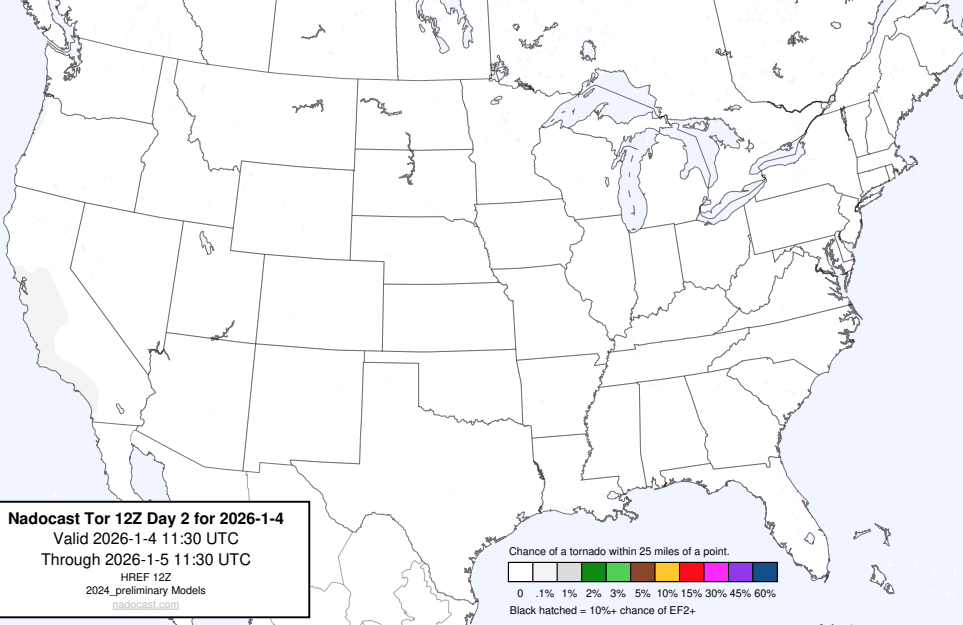 Nadocast Tor 12Z Day 2 for 2026-1-4
Valid 2026-1-4 11:30 UTC
Through 2026-1-5 11:30 UTC
HREF 12Z
2024_preliminary Models
nadocast.com
Chance of a tornado within 25 miles of a point.
0 .1% 1% 2% 3% 5% 10% 15% 30% 45% 60%
Black hatched = 10%+ chance of EF2+